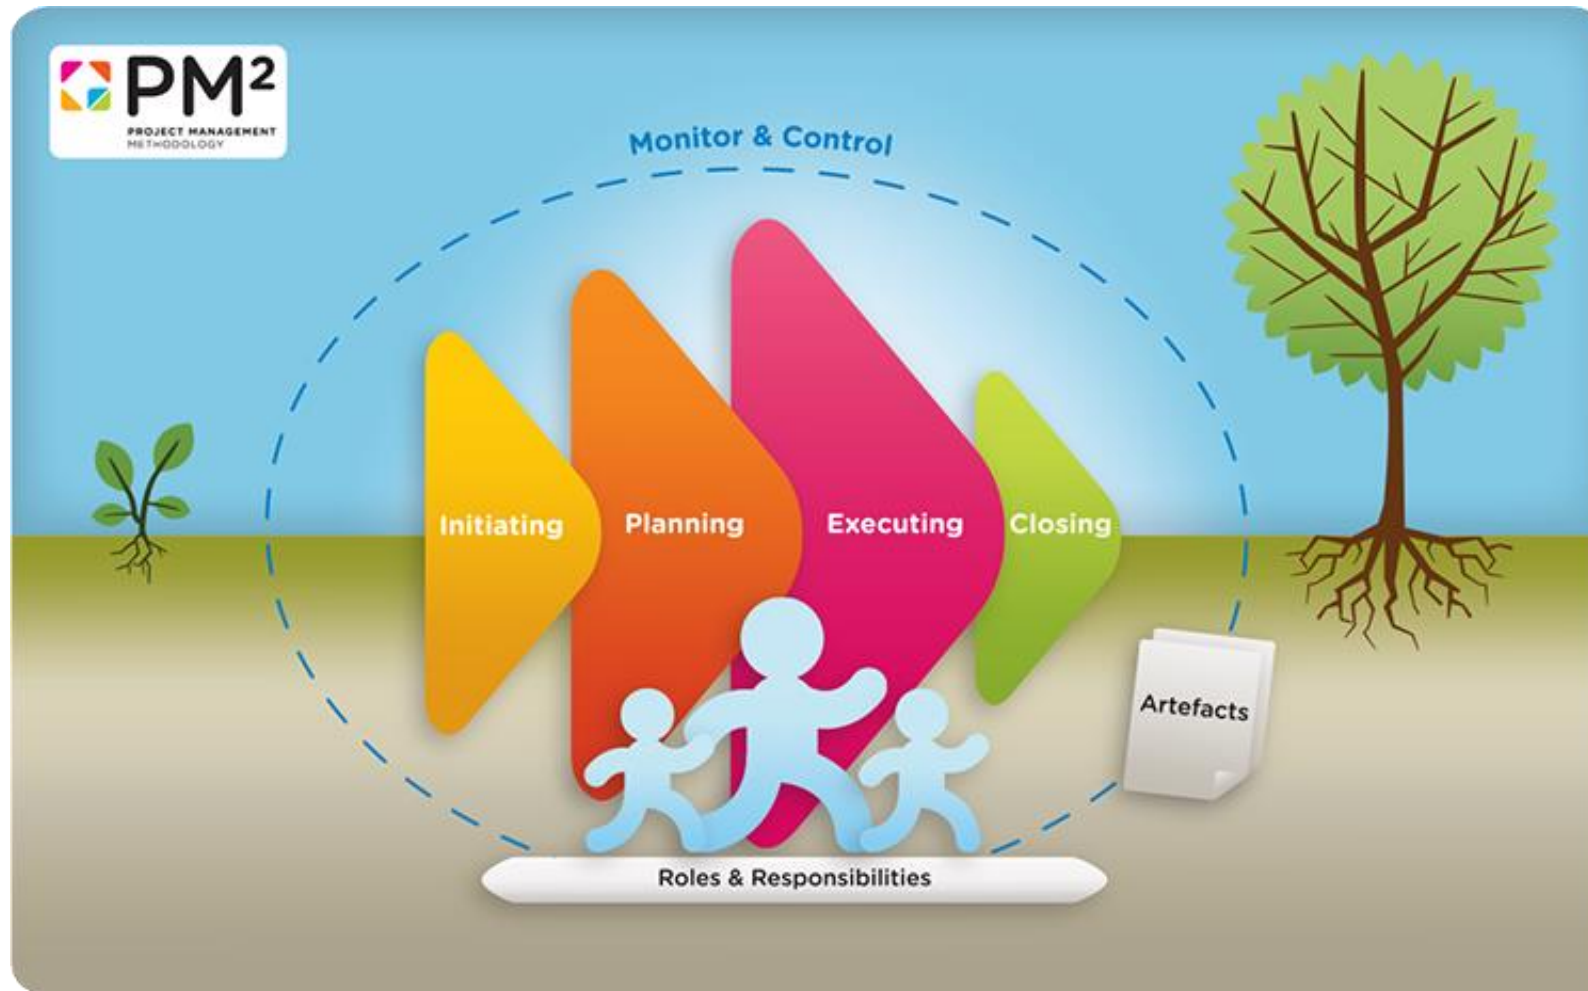 PM²
PROJECT MANAGEMENT
METHODOLOGY
Monitor & Control
Initiating
Planning
Executing
Closing
Artefacts
Roles & Responsibilities